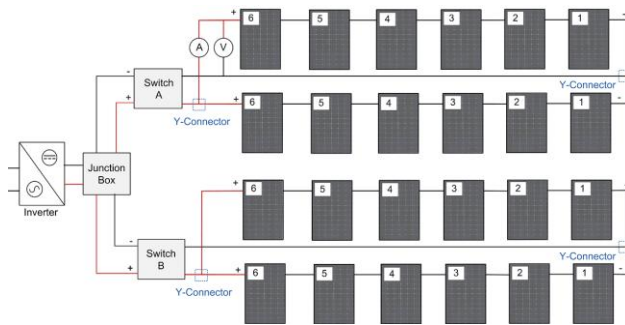 + 6 5 4 3 2 1 -
A V
- Switch A
Y-Connector
+ + 6 5 4 3 2 1 -
Y-Connector
Junction Box
Inverter
+ 6 5 4 3 2 1
- Switch B
Y-Connector
+ + 6 5 4 3 2 1 -
Y-Connector